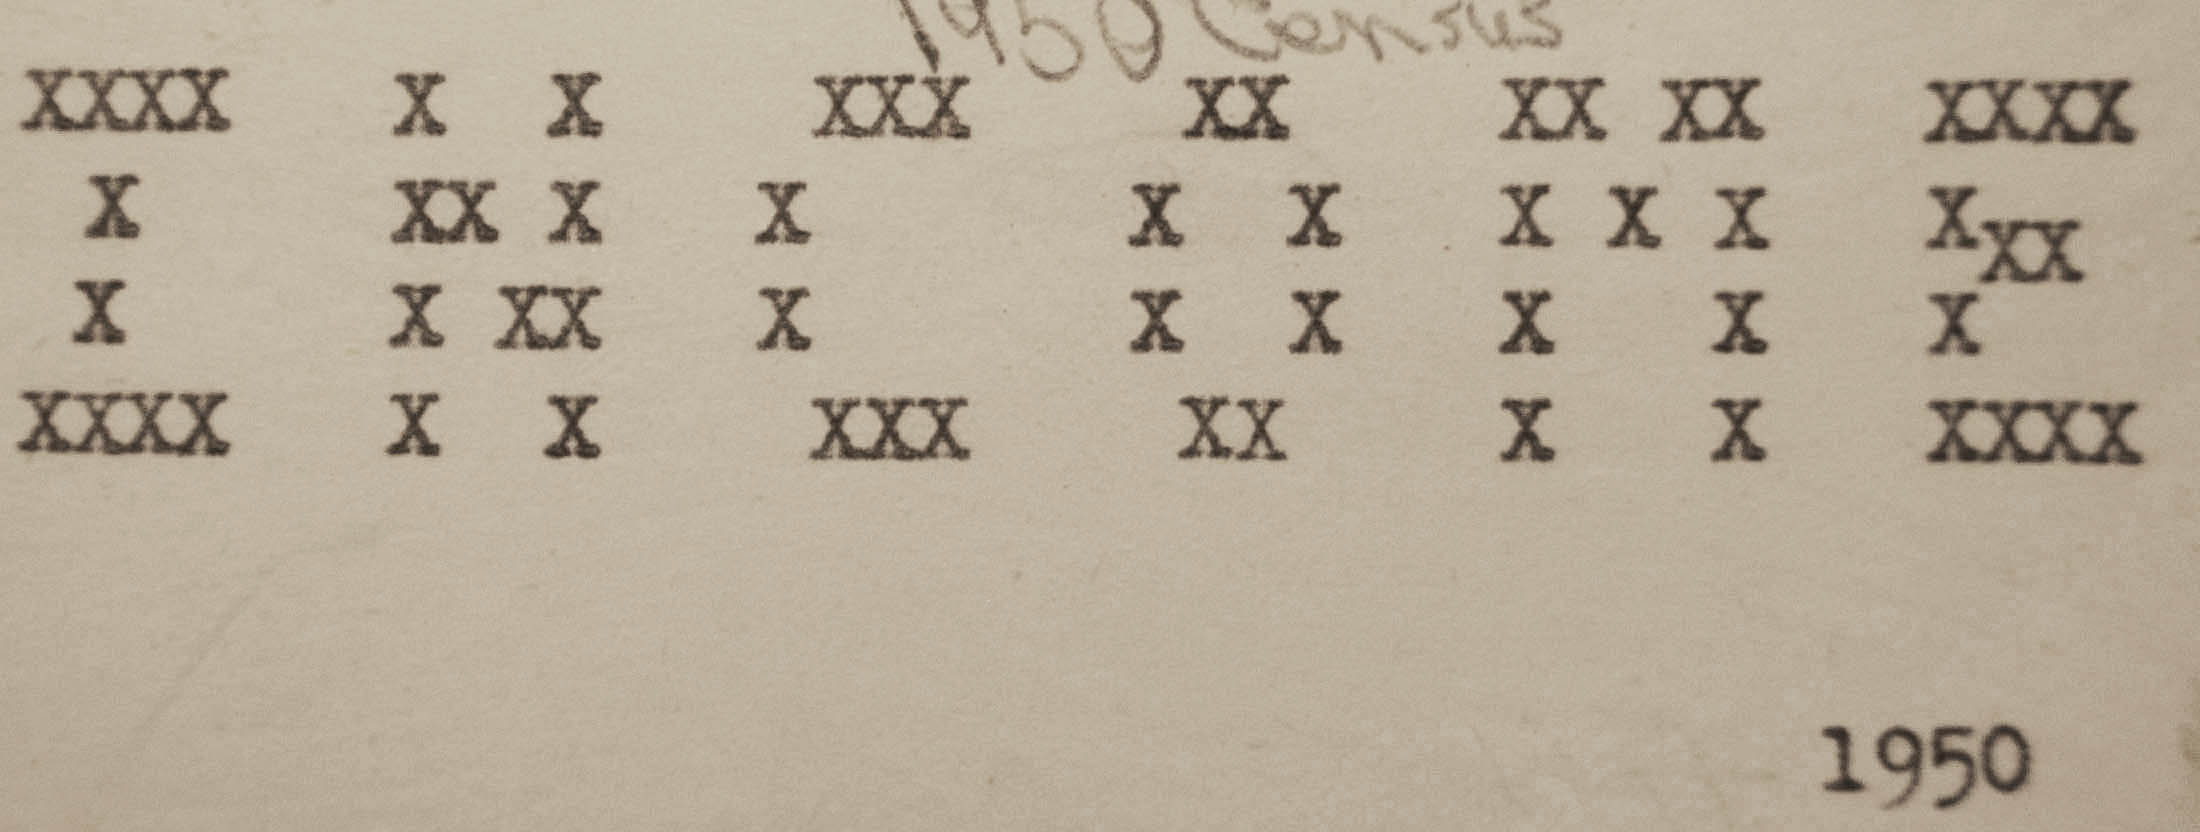 1950 Census
XXXX X X XXX XX XX XX XXXX
X XX X X X X X X X X XX
X X XX X X X X X X
XXXX X X XXX XX X X XXXX
1950